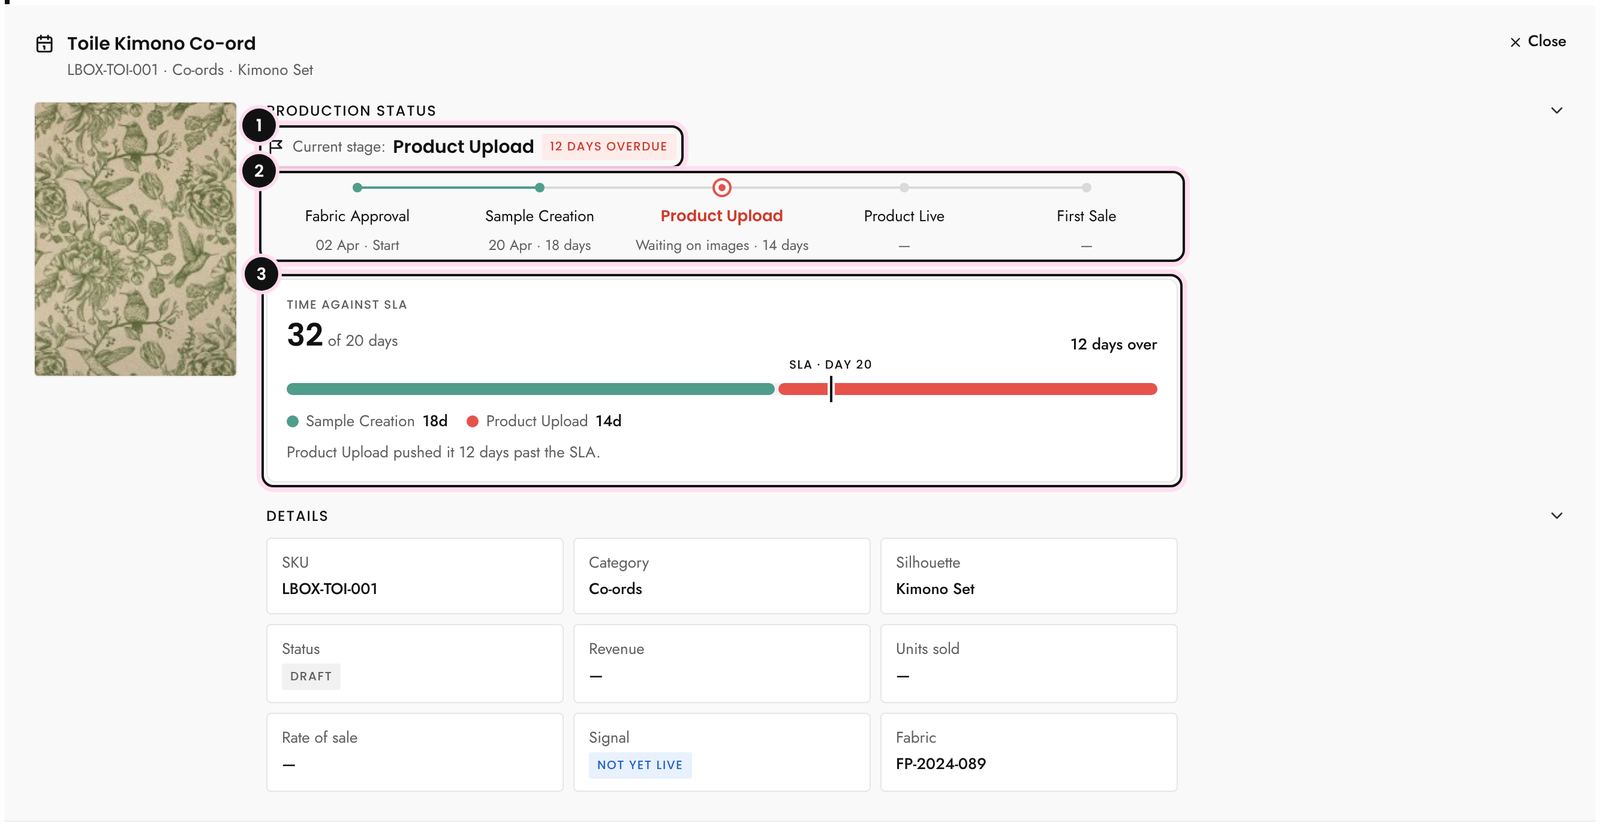 Toile Kimono Co-ord
Close
LBOX-TOI-001 · Co-ords · Kimono Set
PRODUCTION STATUS
1
Current stage: Product Upload 12 DAYS OVERDUE
2
Fabric Approval Sample Creation Product Upload Product Live First Sale
02 Apr · Start 20 Apr · 18 days Waiting on images · 14 days — —
3
TIME AGAINST SLA
32 of 20 days 12 days over
SLA · DAY 20
Sample Creation 18d Product Upload 14d
Product Upload pushed it 12 days past the SLA.
DETAILS
SKU Category Silhouette
LBOX-TOI-001 Co-ords Kimono Set
Status Revenue Units sold
DRAFT — —
Rate of sale Signal Fabric
— NOT YET LIVE FP-2024-089